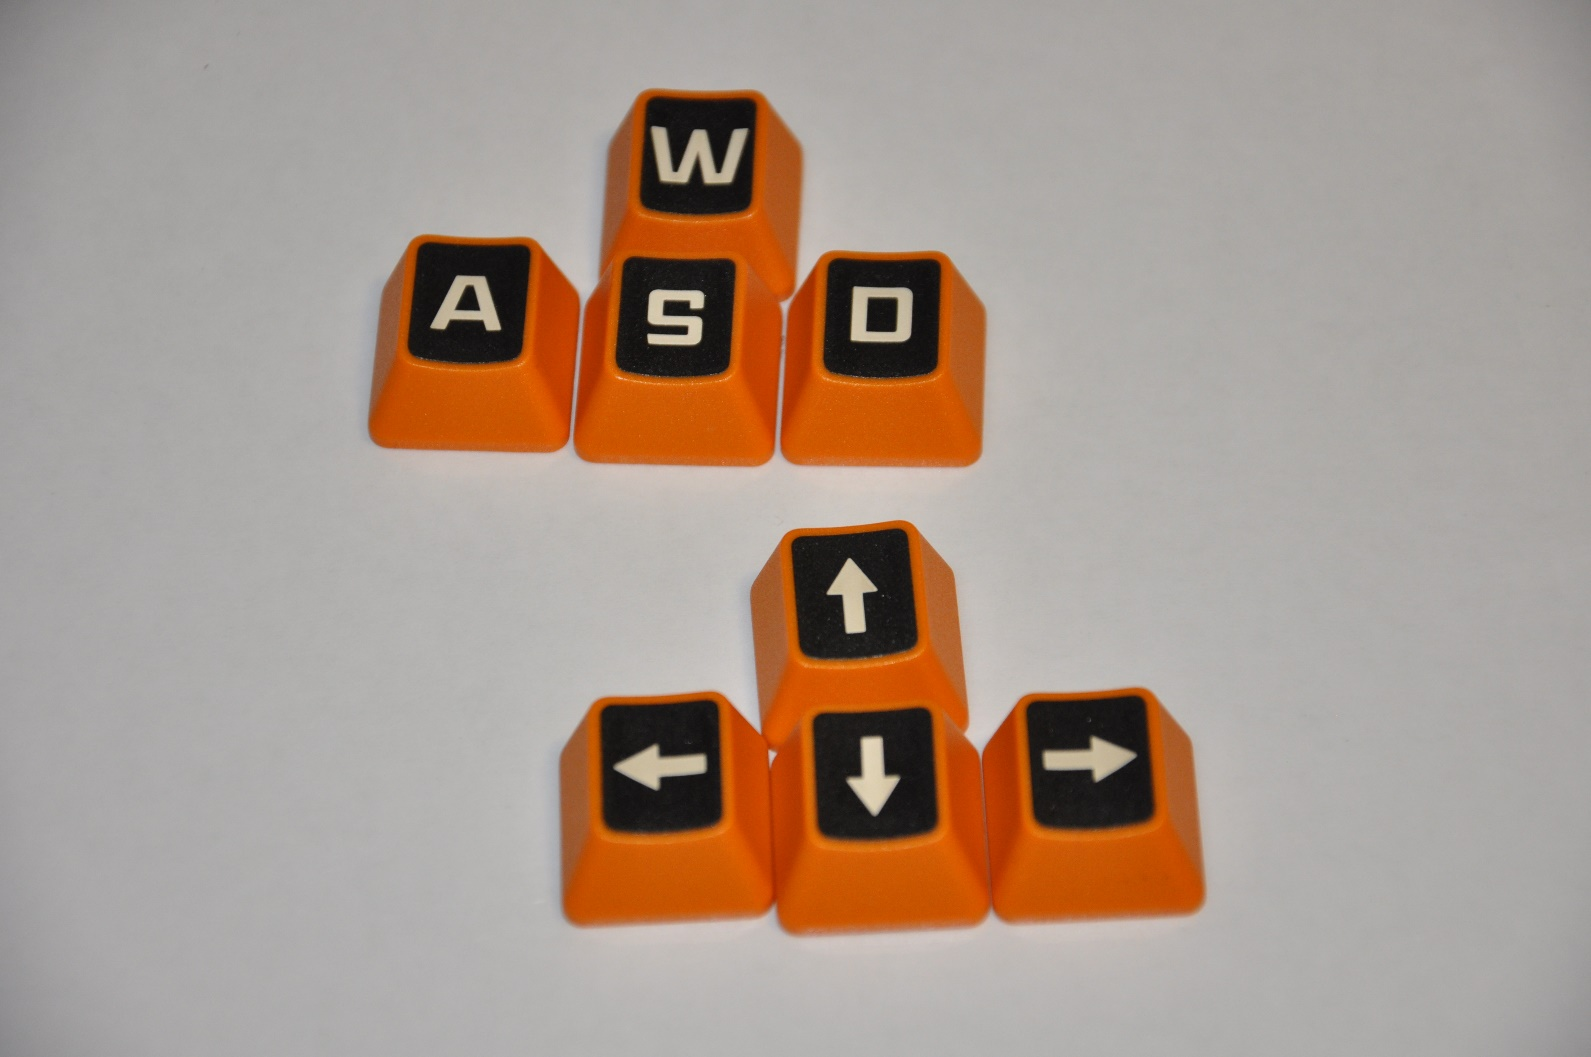 W
A S D
↑
← ↓ →